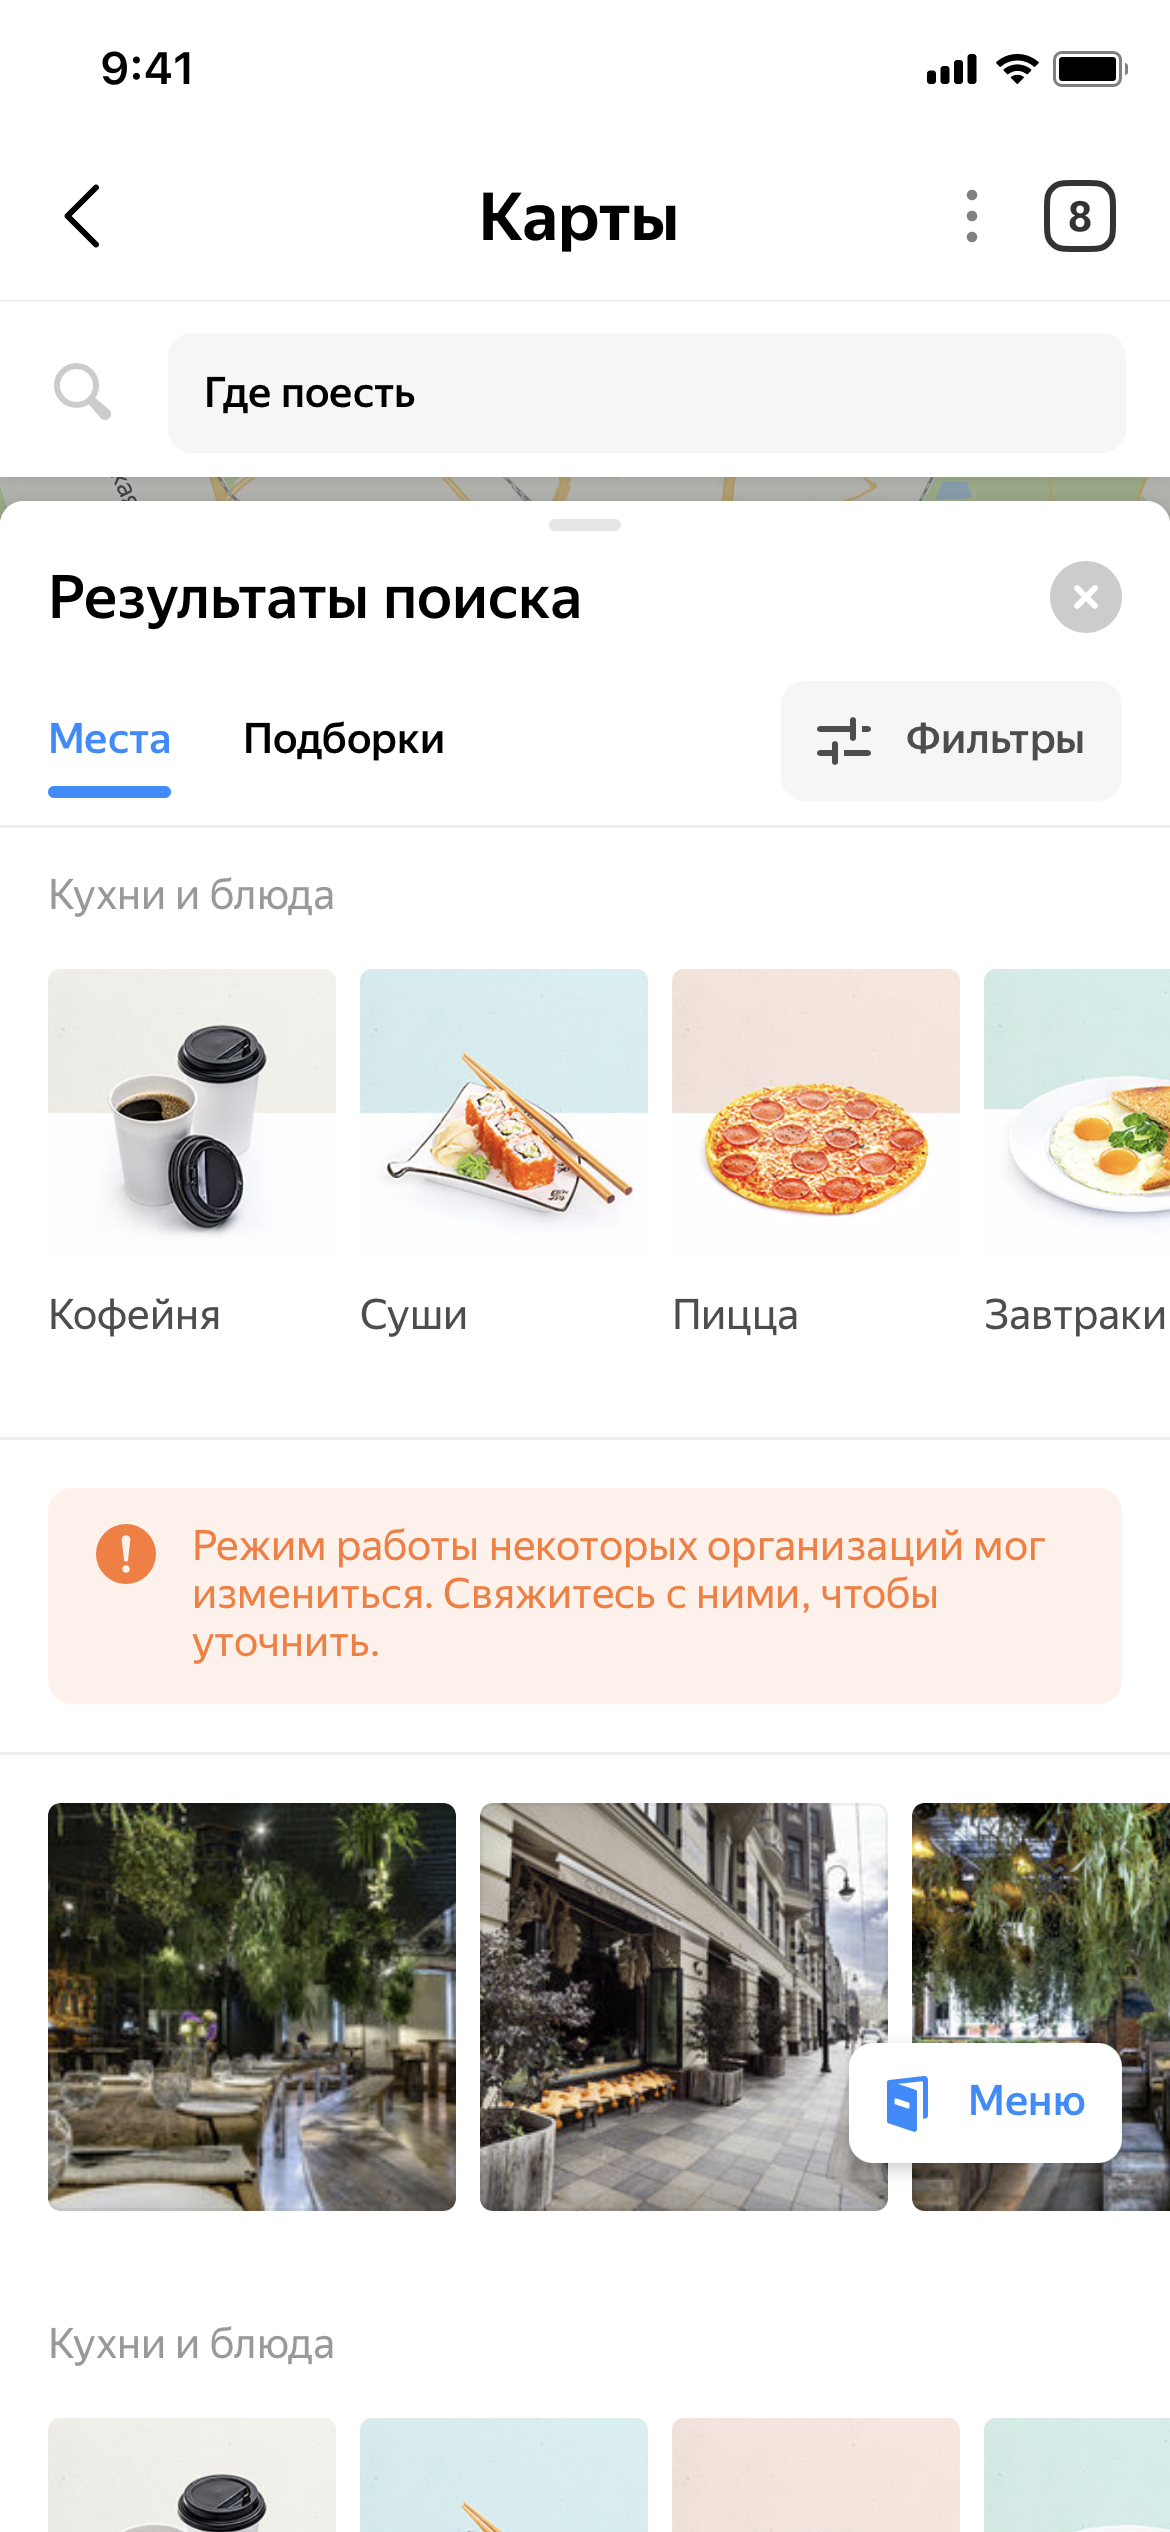 9:41
Карты
8
Где поесть
кая
Результаты поиска
Места
Подборки
Фильтры
Кухни и блюда
Кофейня
Суши
Пицца
Завтраки
Режим работы некоторых организаций мог
измениться. Свяжитесь с ними, чтобы
уточнить.
Меню
Кухни и блюда